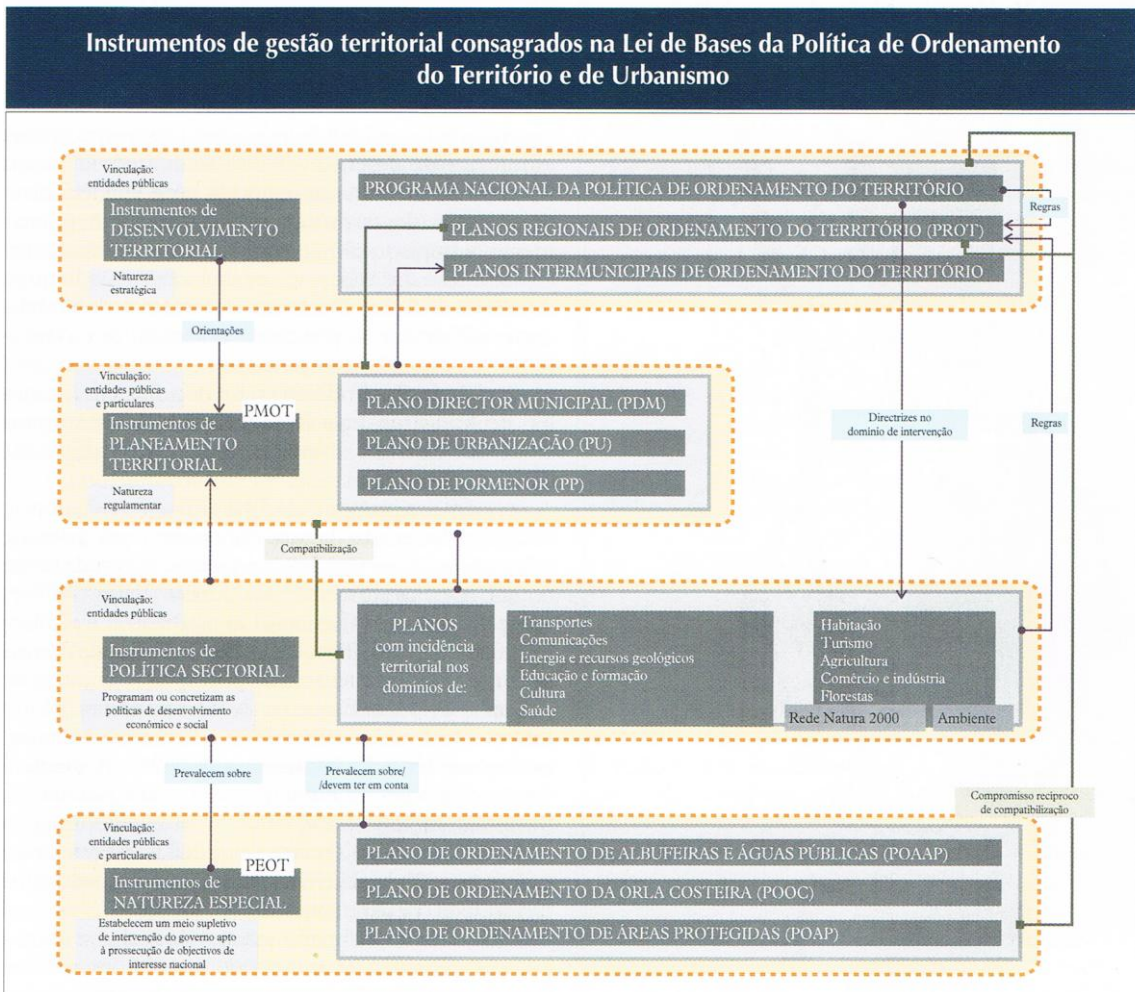 Instrumentos de gestão territorial consagrados na Lei de Bases da Política de Ordenamento
do Território e de Urbanismo
Vinculação:
entidades públicas
Instrumentos de
DESENVOLVIMENTO
TERRITORIAL
Natureza
estratégica
PROGRAMA NACIONAL DA POLÍTICA DE ORDENAMENTO DO TERRITÓRIO
PLANOS REGIONAIS DE ORDENAMENTO DO TERRITÓRIO (PROT)
PLANOS INTERMUNICIPAIS DE ORDENAMENTO DO TERRITÓRIO
Regras
Orientações
Vinculação:
entidades públicas
e particulares
PMOT
Instrumentos de
PLANEAMENTO
TERRITORIAL
Natureza
regulamentar
PLANO DIRECTOR MUNICIPAL (PDM)
PLANO DE URBANIZAÇÃO (PU)
PLANO DE PORMENOR (PP)
Directrizes no
domínio de intervenção
Regras
Compatibilização
Vinculação:
entidades públicas
Instrumentos de
POLÍTICA SECTORIAL
Programam ou concretizam as
políticas de desenvolvimento
económico e social
PLANOS
com incidência
territorial nos
domínios de:
Transportes
Comunicações
Energia e recursos geológicos
Educação e formação
Cultura
Saúde
Habitação
Turismo
Agricultura
Comércio e indústria
Florestas
Rede Natura 2000
Ambiente
Prevalecem sobre
Prevalecem sobre/
/devem ter em conta
Compromisso recíproco
de compatibilização
Vinculação:
entidades públicas
e particulares
PEOT
Instrumentos de
NATUREZA ESPECIAL
Estabelecem um meio supletivo
de intervenção do governo apto
à prossecução de objectivos de
interesse nacional
PLANO DE ORDENAMENTO DE ALBUFEIRAS E ÁGUAS PÚBLICAS (POAAP)
PLANO DE ORDENAMENTO DA ORLA COSTEIRA (POOC)
PLANO DE ORDENAMENTO DE ÁREAS PROTEGIDAS (POAP)